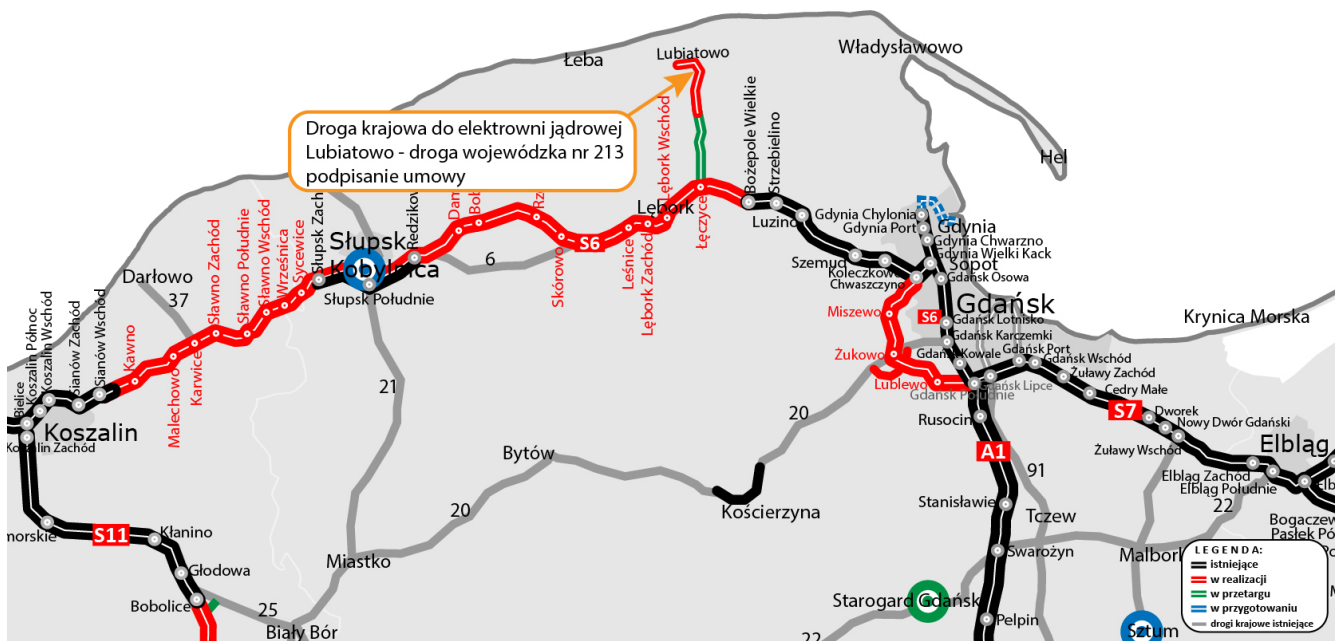 Władysławowo
Łeba
Lubiatowo
Droga krajowa do elektrowni jądrowej
Lubiatowo - droga wojewódzka nr 213
podpisanie umowy
Hel
Lębork Wschód
Bożepole Wielkie
Strzebielino
Łęczyce
Lębork
Luzino
Gdynia Chylonia
Gdynia Port
Gdynia
Gdynia Chwarzno
Gdynia Wielki Kack
Sopot
Gdańsk Osowa
Szemud
Koleczkowo
Chwaszczyno
Słupsk
Kobylnica
Słupsk Południe
6
S6
Skórowo
Leśnice
Lębork Zachód
Darłowo
37
Sławno Zachód
Sławno Południe
Sławno Wschód
Wrześnica
Sycewice
Miszewo
S6
Gdańsk
Gdańsk Lotnisko
Gdańsk Karczemki
Krynica Morska
Żukowo
Gdańsk Kowale
Gdańsk Port
Gdańsk Wschód
Żuławy Zachód
Cedry Małe
Lublewo
Gdańsk Lipce
Gdańsk Południe
Bielice
Koszalin Północ
Koszalin Wschód
Sianów Zachód
Sianów Wschód
Kawno
Malechowo
Karwice
21
20
Rusocin
S7
Dworek
Nowy Dwór Gdański
Koszalin
Koszalin Zachód
Bytów
A1
91
Żuławy Wschód
Elbląg
Elbląg Zachód
Elbląg Południe
20
Kościerzyna
Stanisławie
Tczew
22
S11
Kłanino
Miastko
Swarożyn
Malbork
Głodowa
Bobolice
25
Biały Bór
Starogard Gdański
Pelplin
22
Sztum
LEGENDA:
istniejące
w realizacji
w przetargu
w przygotowaniu
drogi krajowe istniejące